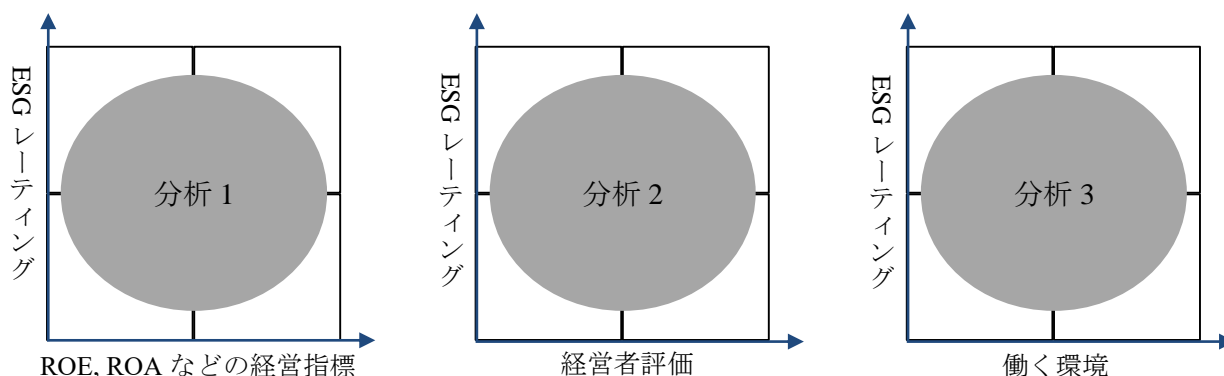 ESG レーティング
分析 1
ROE, ROA などの経営指標
ESG レーティング
分析 2
経営者評価
ESG レーティング
分析 3
働く環境